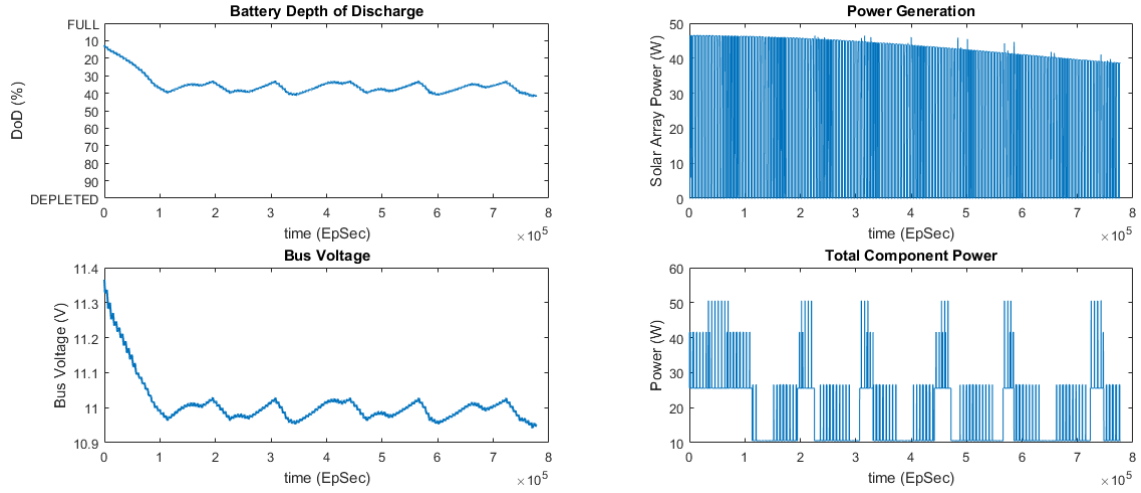 Battery Depth of Discharge
FULL
10
20
30
40
50
60
70
80
90
DEPLETED
DoD (%)
0 1 2 3 4 5 6 7 8
time (EpSec)
×10^5
Power Generation
50
40
30
20
10
0
Solar Array Power (W)
0 1 2 3 4 5 6 7 8
time (EpSec)
×10^5
Bus Voltage
11.4
11.3
11.2
11.1
11
10.9
Bus Voltage (V)
0 1 2 3 4 5 6 7 8
time (EpSec)
×10^5
Total Component Power
60
50
40
30
20
10
Power (W)
0 1 2 3 4 5 6 7 8
time (EpSec)
×10^5